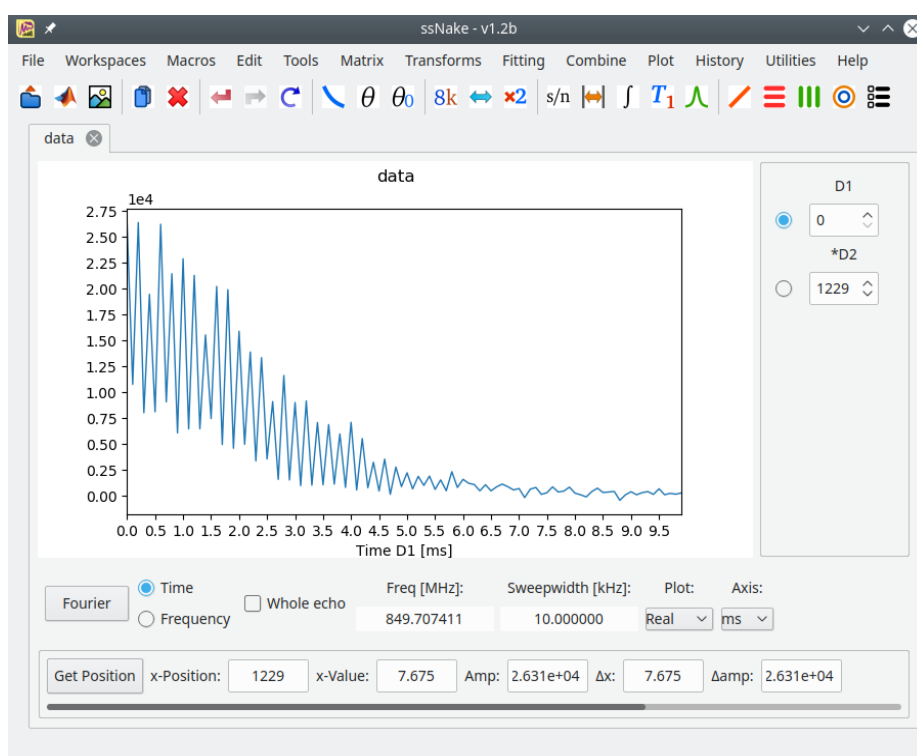 ssNake - v1.2b
File Workspaces Macros Edit Tools Matrix Transforms Fitting Combine Plot History Utilities Help
θ θ0 8k ×2 s/n ∫ T1
data
data
1e4
2.75
2.50
2.25
2.00
1.75
1.50
1.25
1.00
0.75
0.50
0.25
0.00
0.0 0.5 1.0 1.5 2.0 2.5 3.0 3.5 4.0 4.5 5.0 5.5 6.0 6.5 7.0 7.5 8.0 8.5 9.0 9.5
Time D1 [ms]
D1
0
*D2
1229
Fourier
Time
Frequency
Whole echo
Freq [MHz]: Sweepwidth [kHz]: Plot: Axis:
849.707411 10.000000 Real ms
Get Position x-Position: 1229 x-Value: 7.675 Amp: 2.631e+04 Δx: 7.675 Δamp: 2.631e+04